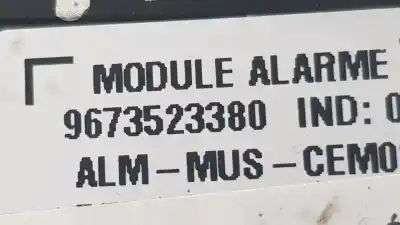 MODULE ALARME
9673523380 IND: 0
ALM-MUS-CEM0